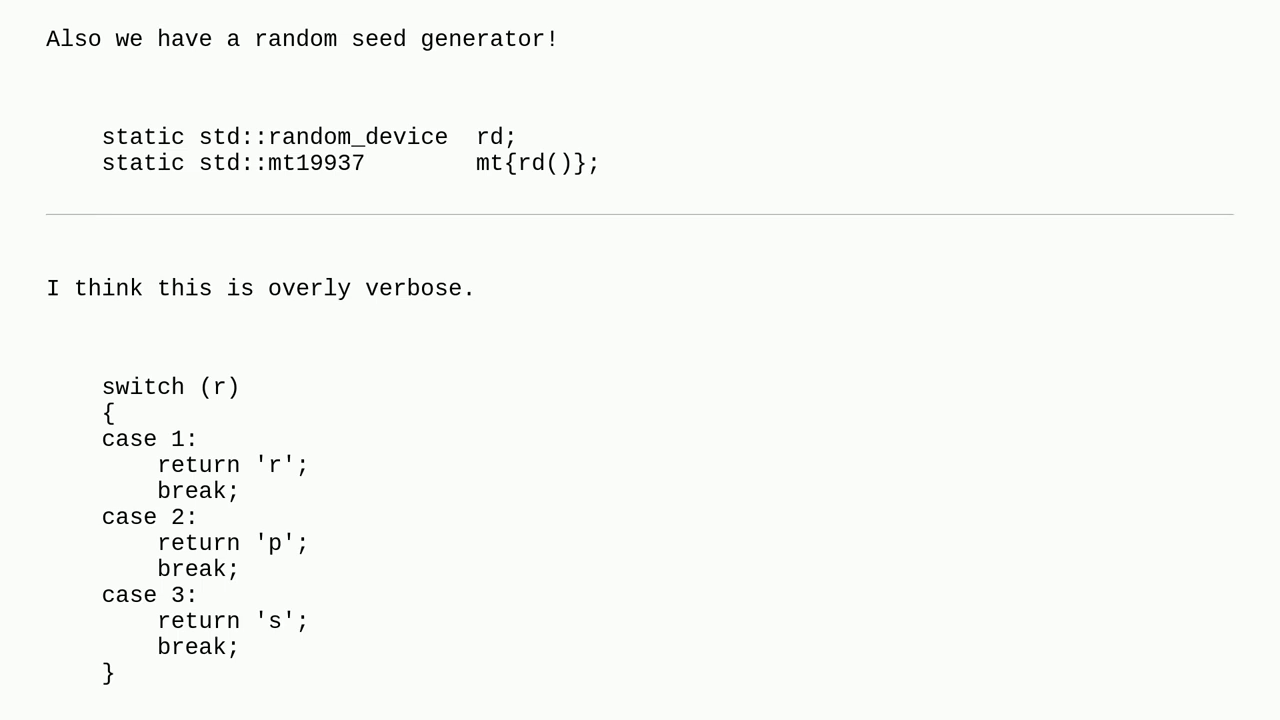 Also we have a random seed generator!
static std::random_device  rd;
static std::mt19937        mt{rd()};
I think this is overly verbose.
switch (r)
{
case 1:
    return 'r';
    break;
case 2:
    return 'p';
    break;
case 3:
    return 's';
    break;
}